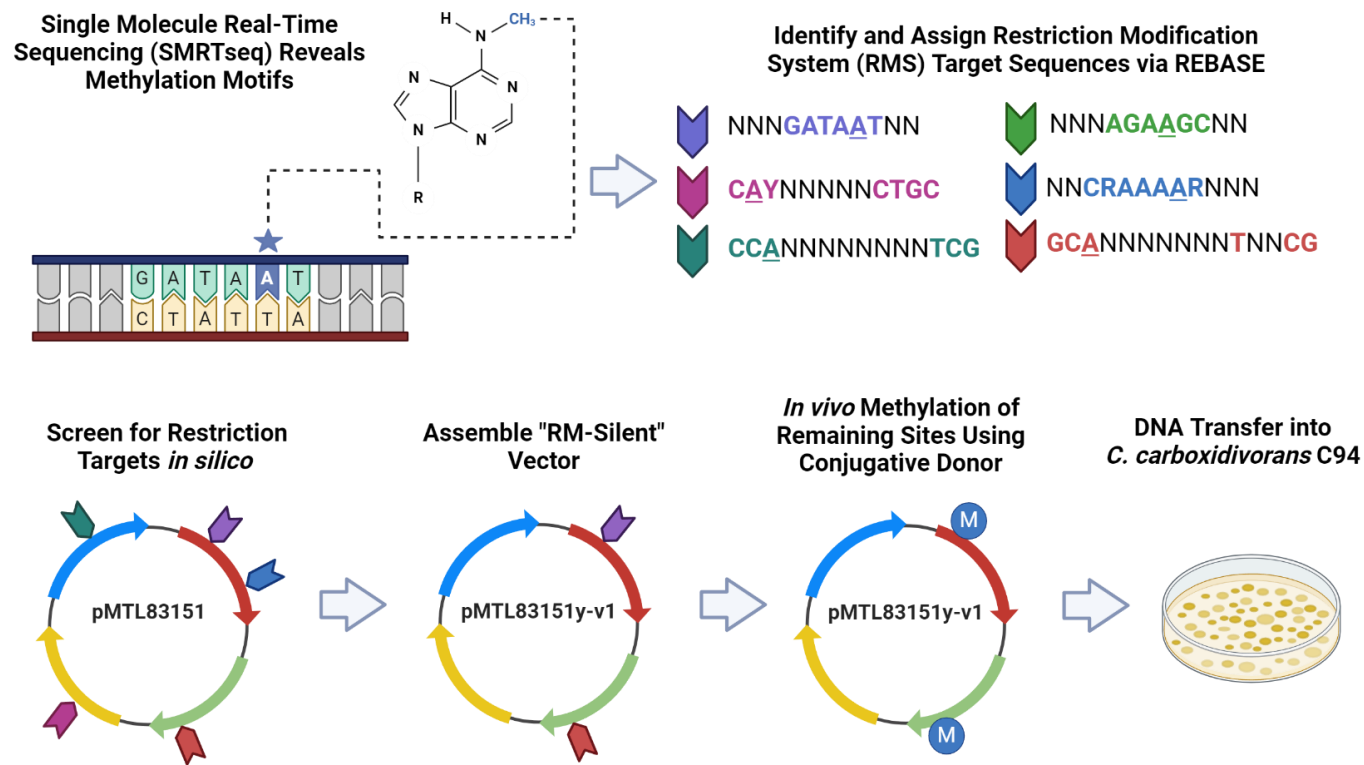 Single Molecule Real-Time
Sequencing (SMRTseq) Reveals
Methylation Motifs
H
CH₃
N
N
N
N
N
R
G A T A A T
C T A T T A
Identify and Assign Restriction Modification
System (RMS) Target Sequences via REBASE
NNNGATAATNN
NNNAGAAGCNN
CAYNNNNNCTGC
NNCRAAAARNNN
CCANNNNNNNNTCG
GCANNNNNNNTNNCG
Screen for Restriction
Targets in silico
pMTL83151
Assemble "RM-Silent"
Vector
pMTL83151y-v1
In vivo Methylation of
Remaining Sites Using
Conjugative Donor
M
pMTL83151y-v1
M
DNA Transfer into
C. carboxidivorans C94